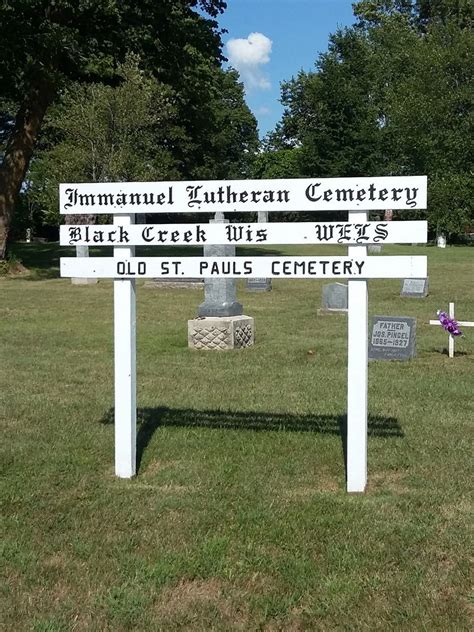 Immanuel Lutheran Cemetery
Black Creek Wis WELS
OLD ST. PAULS CEMETERY
FATHER
JOS. PINGEL
1865-1927